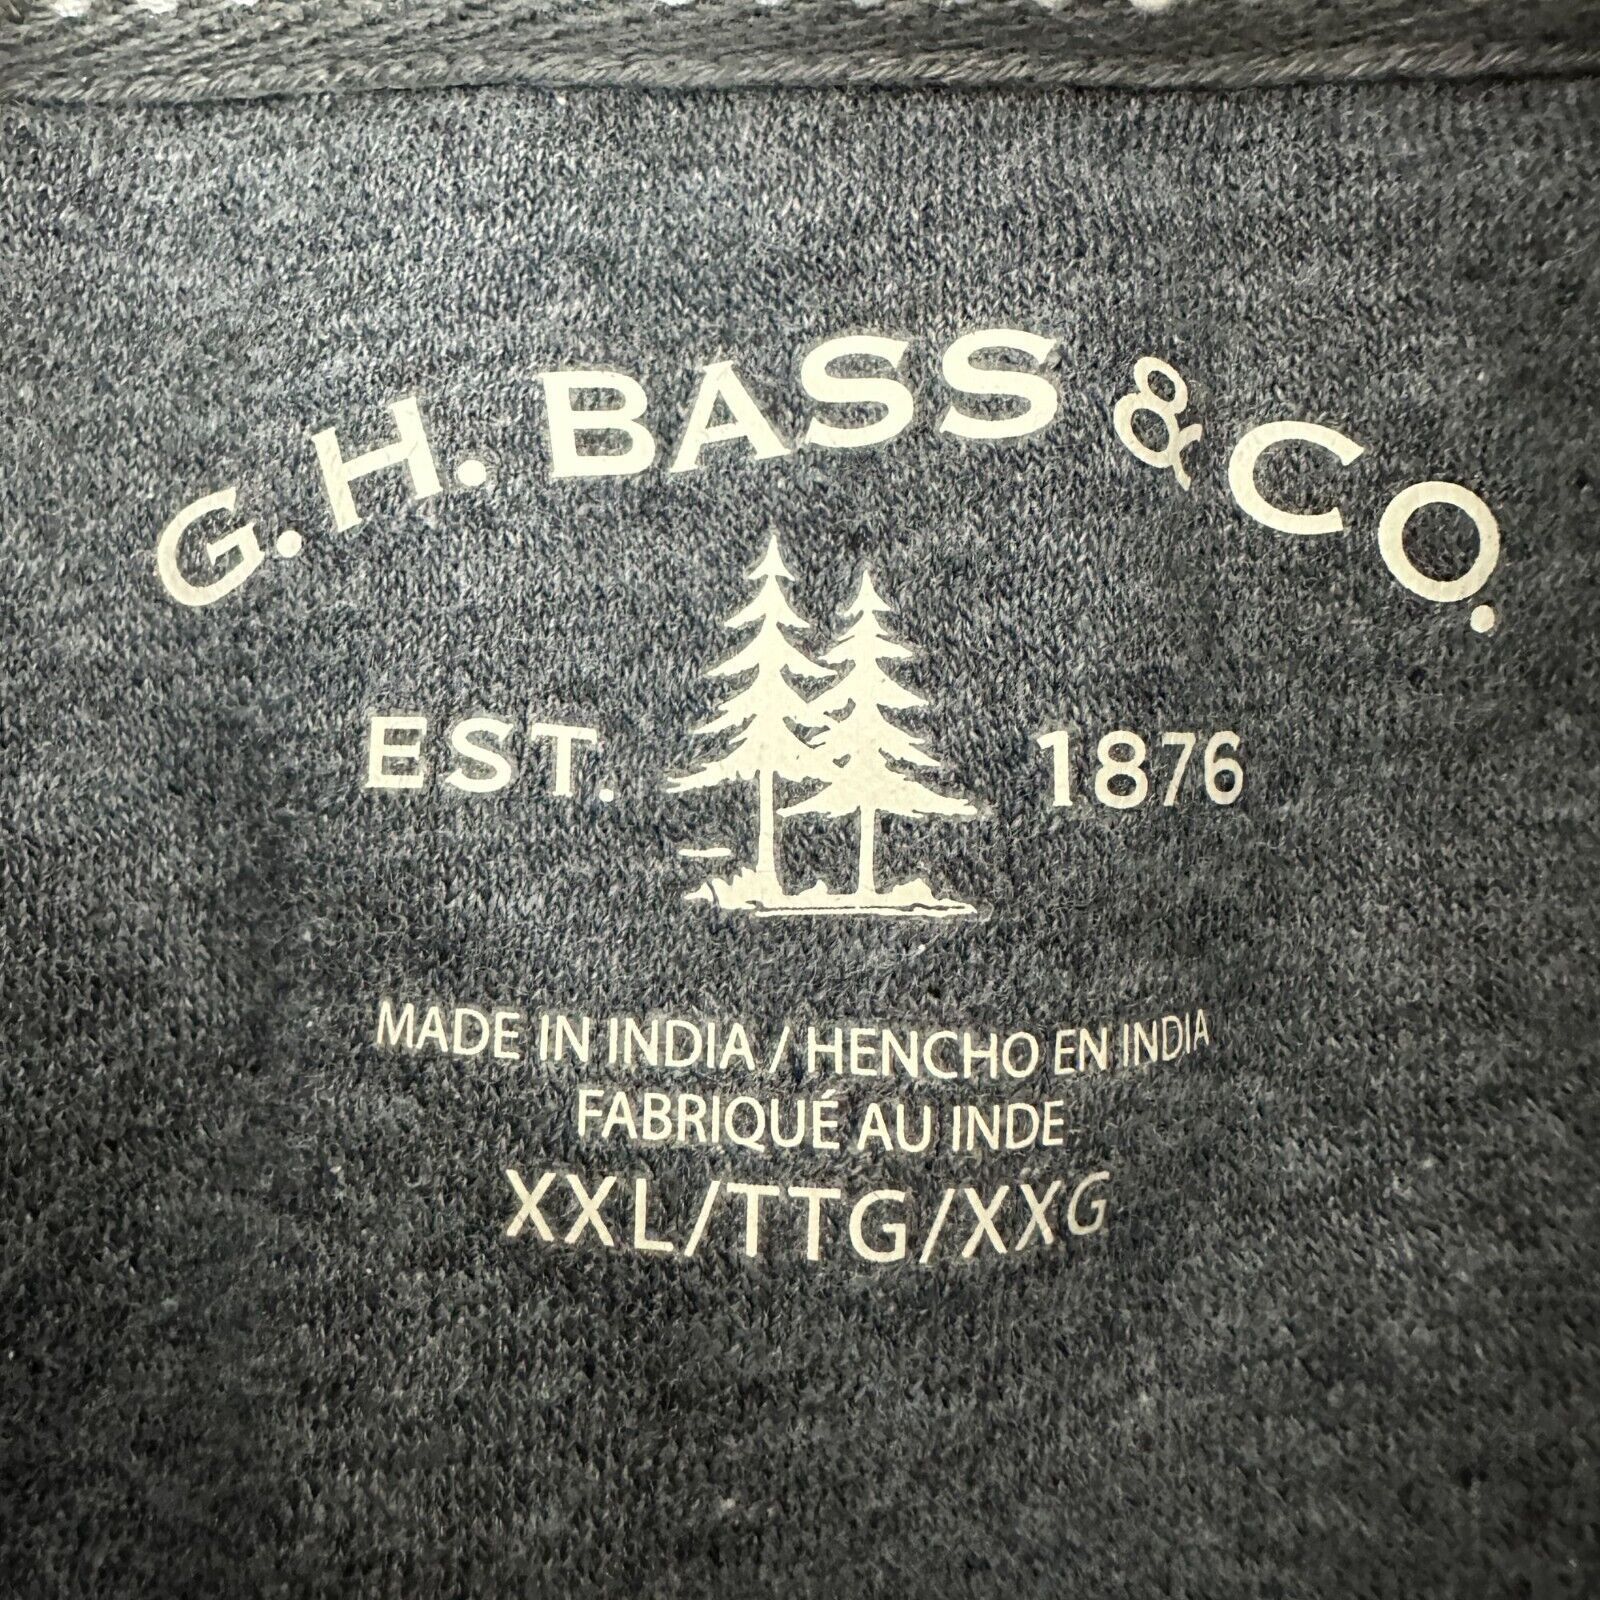 G.H. BASS & CO.
EST. 1876
MADE IN INDIA / HENCHO EN INDIA
FABRIQUÉ AU INDE
XXL/TTG/XXG